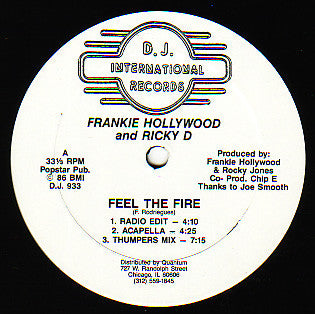 D. J.
INTERNATIONAL
RECORDS
FRANKIE HOLLYWOOD
and RICKY D
A
33⅓ RPM
Popstar Pub.
© 86 BMI
D.J. 933
Produced by:
Frankie Hollywood
& Rocky Jones
Co- Prod. Chip E
Thanks to Joe Smooth
FEEL THE FIRE
(F. Rodriegues)
1. RADIO EDIT – 4:10
2. ACAPELLA – 4:25
3. THUMPERS MIX – 7:15
Distributed by Quantum
727 W. Randolph Street
Chicago, IL 60606
(312) 559-1845